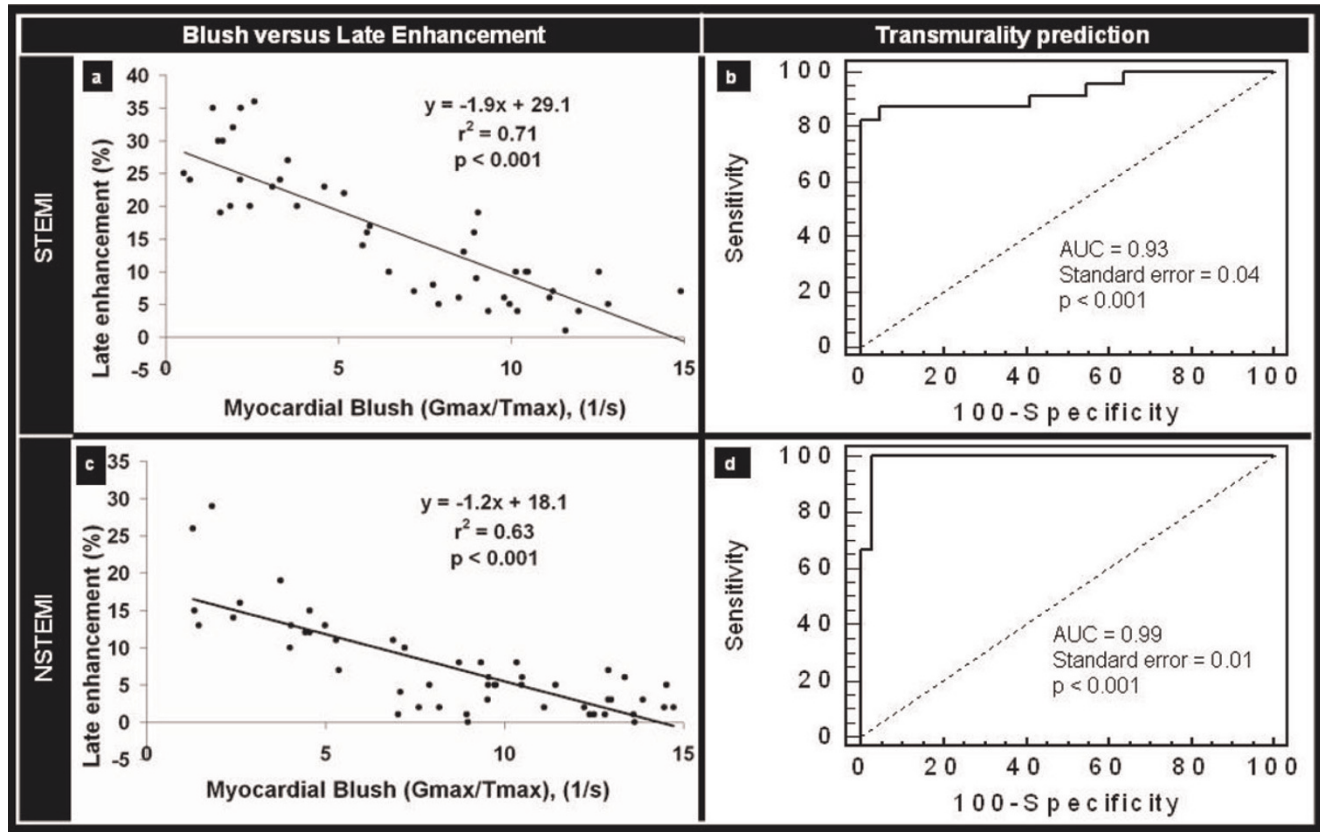 Blush versus Late Enhancement
Transmurality prediction
STEMI
a
Late enhancement (%)
40
35
30
25
20
15
10
5
0
-5
y = -1.9x + 29.1
r² = 0.71
p < 0.001
0 5 10 15
Myocardial Blush (Gmax/Tmax), (1/s)
b
Sensitivity
100
80
60
40
20
0
AUC = 0.93
Standard error = 0.04
p < 0.001
0 20 40 60 80 100
100-Specificity
NSTEMI
c
Late enhancement (%)
35
30
25
20
15
10
5
0
-5
y = -1.2x + 18.1
r² = 0.63
p < 0.001
0 5 10 15
Myocardial Blush (Gmax/Tmax), (1/s)
d
Sensitivity
100
80
60
40
20
0
AUC = 0.99
Standard error = 0.01
p < 0.001
0 20 40 60 80 100
100-Specificity